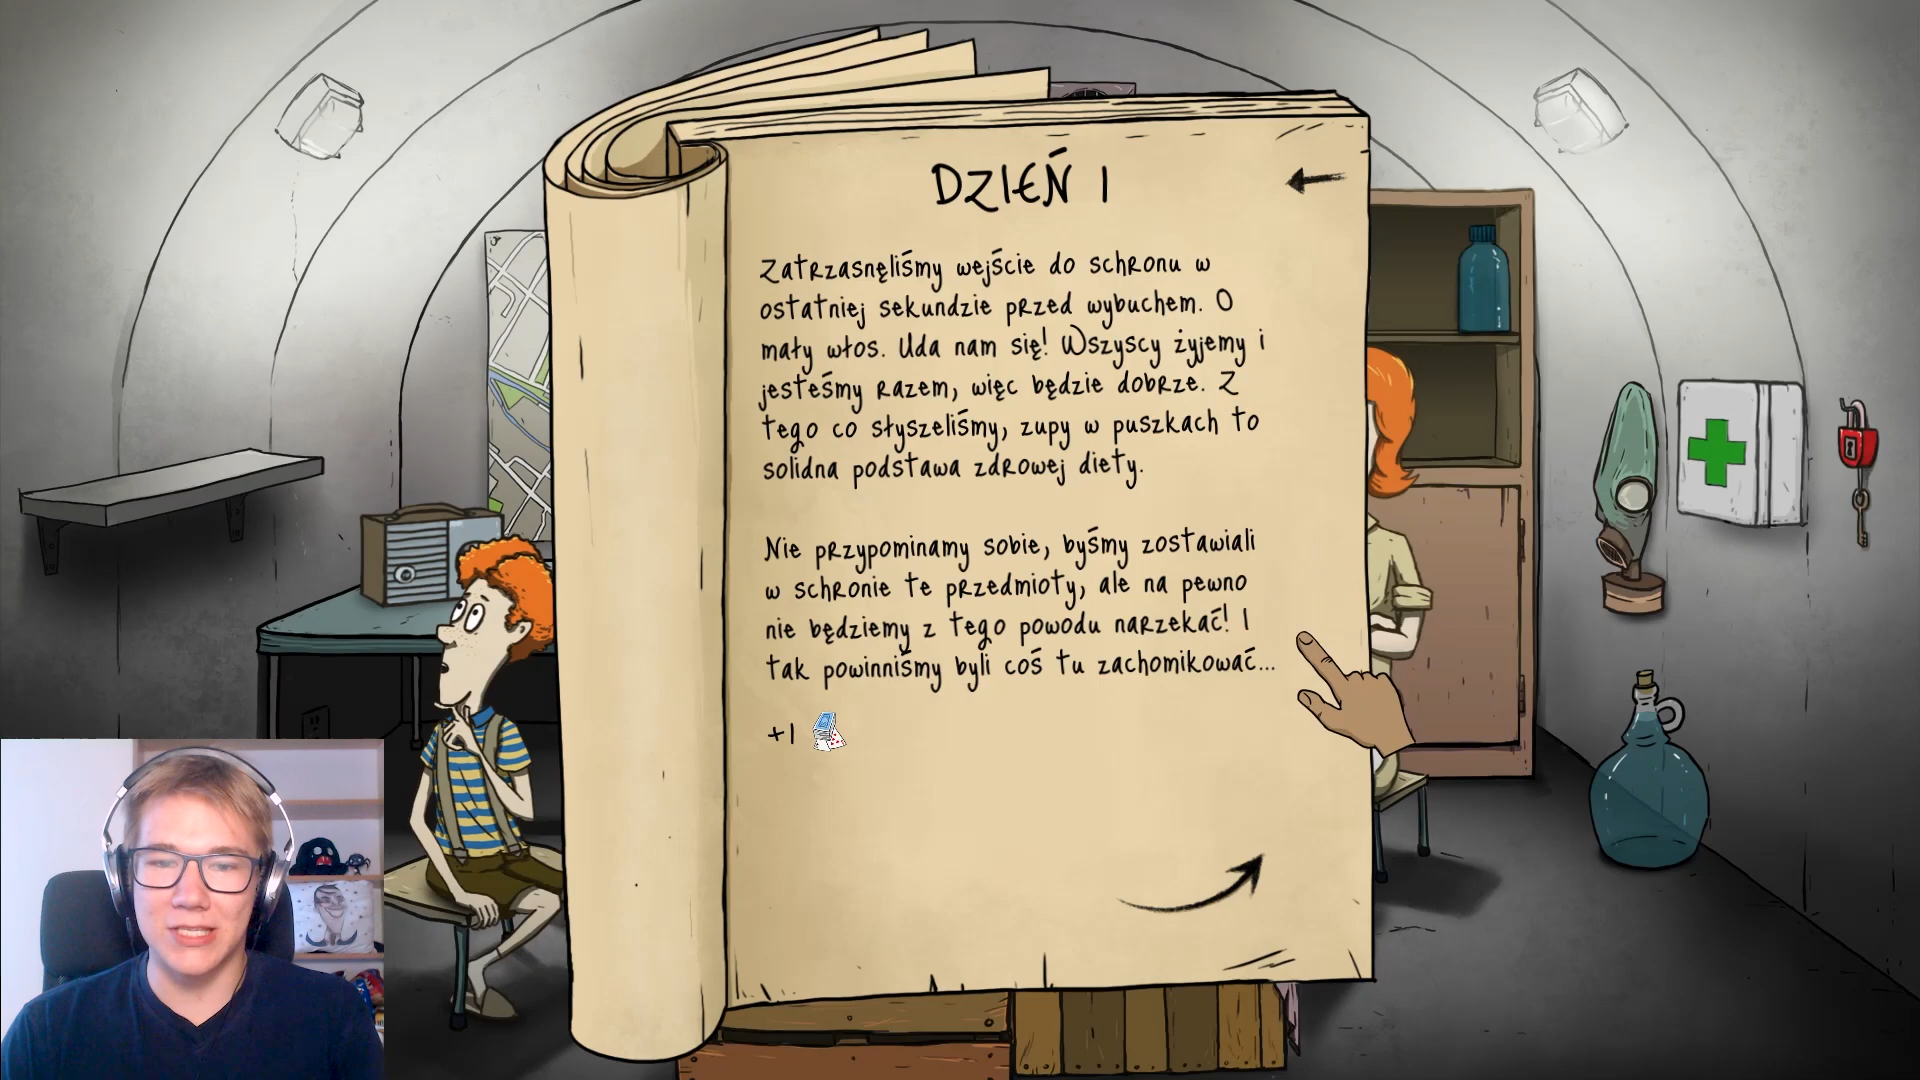 DZIEŃ 1
Zatrzasnęliśmy wejście do schronu w
ostatniej sekundzie przed wybuchem. O
mały włos. Uda nam się! Wszyscy żyjemy i
jesteśmy razem, więc będzie dobrze. Z
tego co słyszeliśmy, zupy w puszkach to
solidna podstawa zdrowej diety.
Nie przypominamy sobie, byśmy zostawiali
w schronie te przedmioty, ale na pewno
nie będziemy z tego powodu narzekać! I
tak powinniśmy byli coś tu zachomikować...
+1